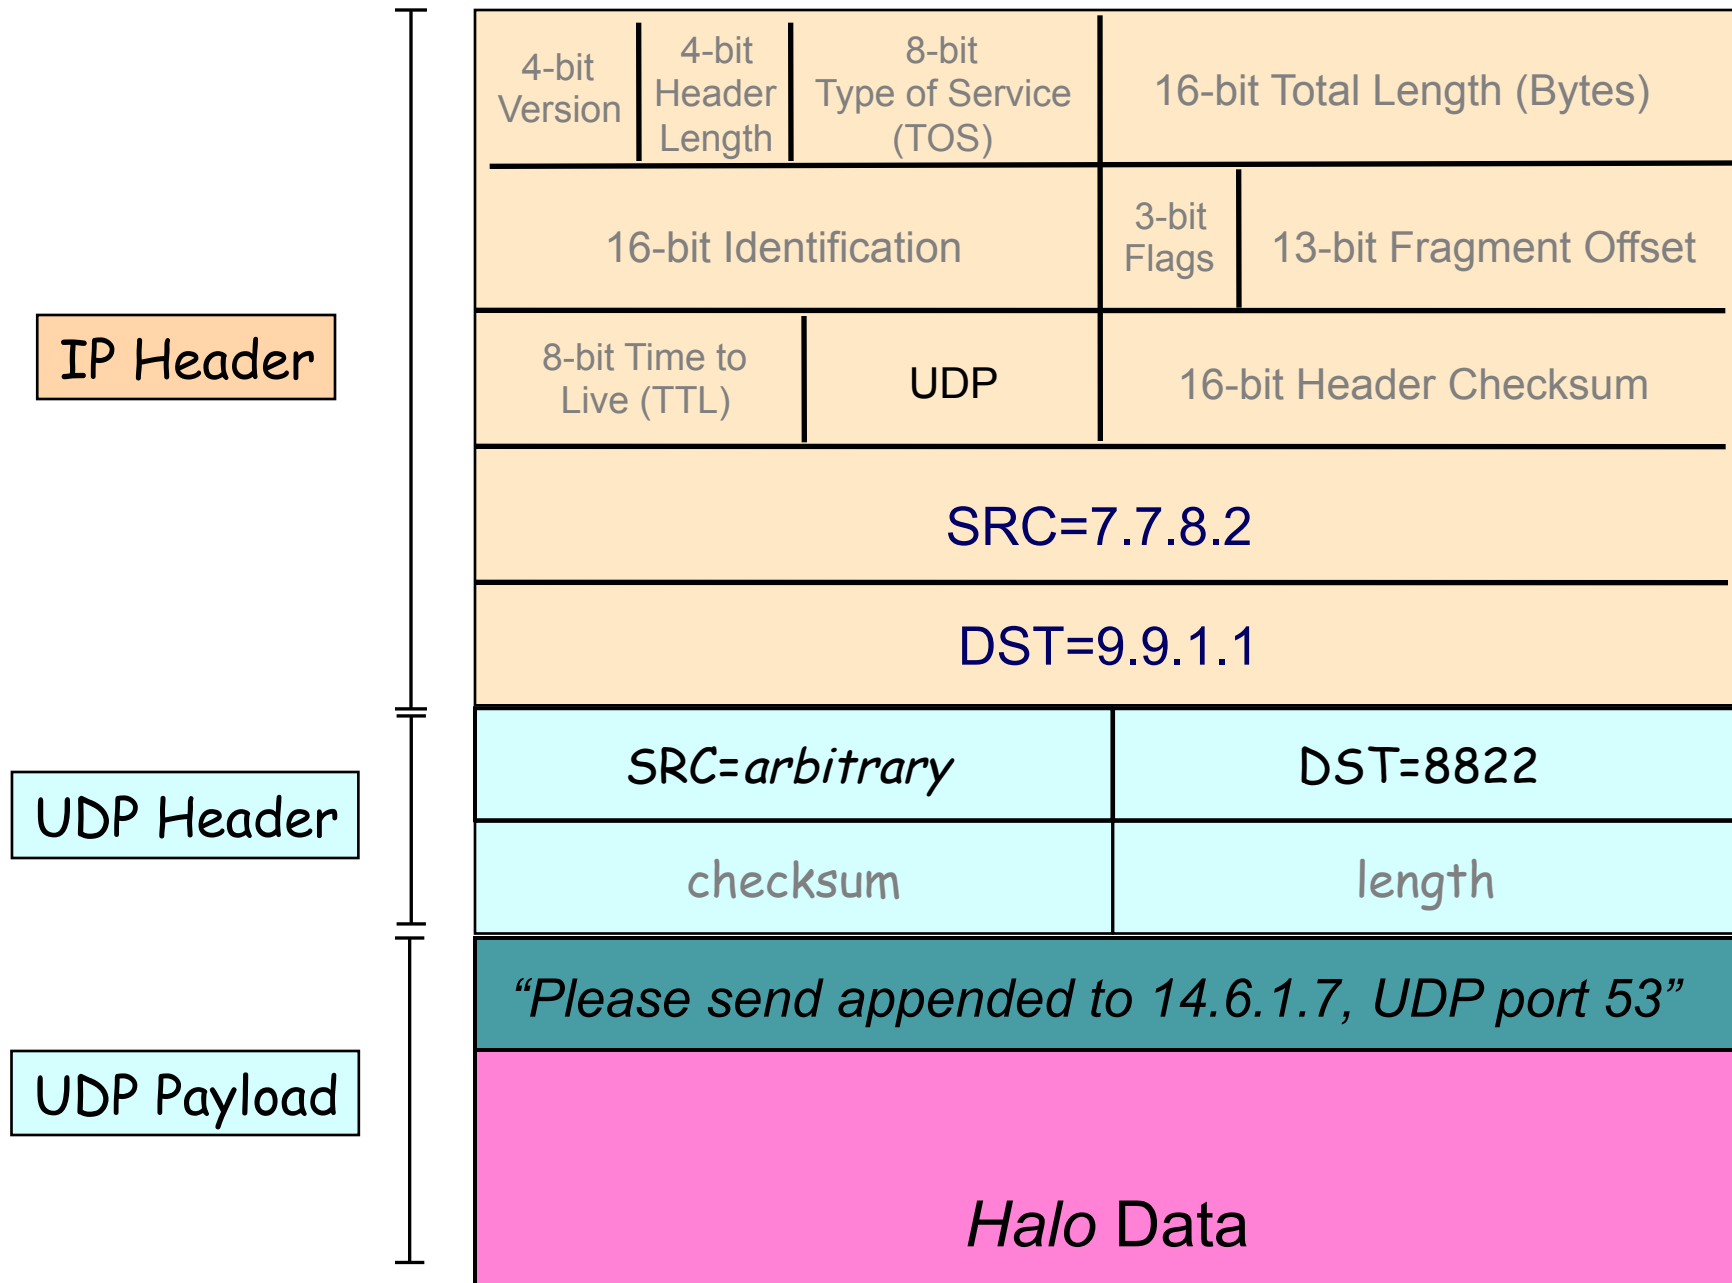 4-bit
Version
4-bit
Header
Length
8-bit
Type of Service
(TOS)
16-bit Total Length (Bytes)
16-bit Identification
3-bit
Flags
13-bit Fragment Offset
IP Header
8-bit Time to
Live (TTL)
UDP
16-bit Header Checksum
SRC=7.7.8.2
DST=9.9.1.1
UDP Header
SRC=arbitrary
DST=8822
checksum
length
“Please send appended to 14.6.1.7, UDP port 53”
UDP Payload
Halo Data